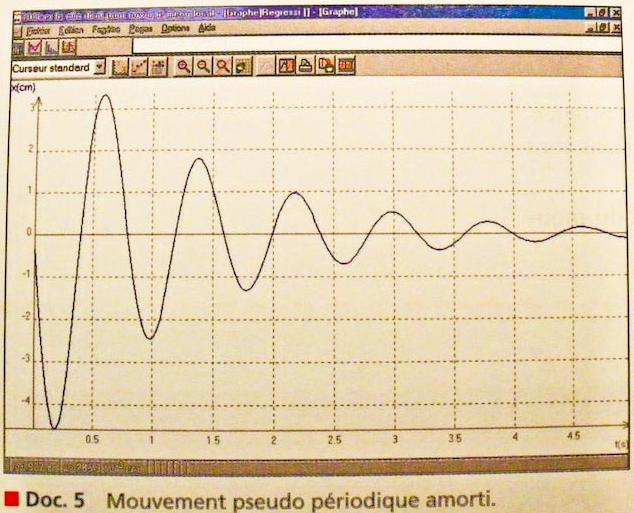 [Graphe]Regressi [] - [Graphe]
Fichier Edition Fenêtre Pages Options Aide
Curseur standard
x(cm)
3
2
1
0
-1
-2
-3
-4
0.5 1 1.5 2 2.5 3 3.5 4 4.5
t(s)
Doc. 5 Mouvement pseudo périodique amorti.